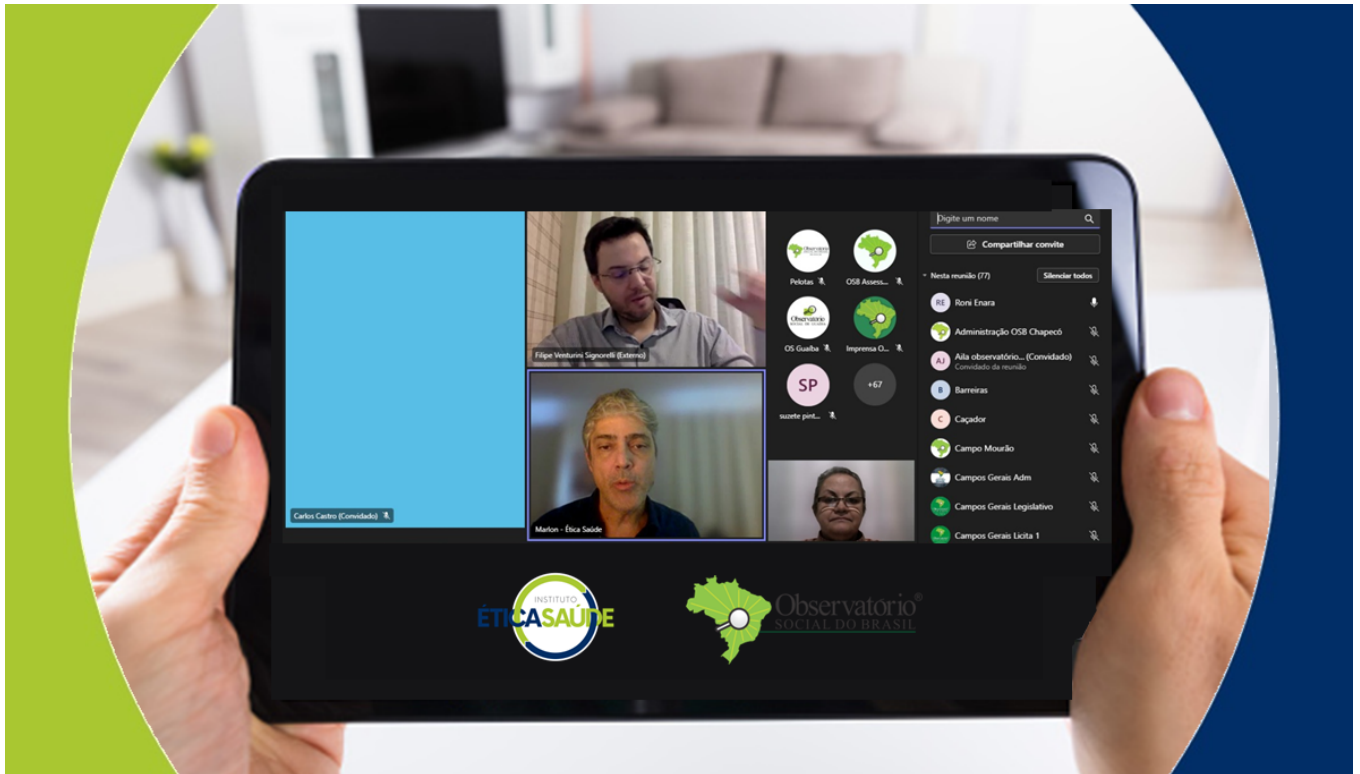 Carlos Castro (Convidado)
Filipe Venturini Signorelli (Externo)
Marlon - Ética Saúde
Observatório
Pelotas
OSB Assess...
Observatório
OS Guaíba
Imprensa O...
SP
suzete pint...
+67
Digite um nome
Compartilhar convite
Nesta reunião (77)
Silenciar todos
RE
Roni Enara
Administração OSB Chapecó
AJ
Aila observatório... (Convidado)
Convidado da reunião
B
Barreiras
C
Caçador
Campo Mourão
Campos Gerais Adm
Campos Gerais Legislativo
Campos Gerais Licita 1
INSTITUTO
ÉTICASAÚDE
Observatório®
SOCIAL DO BRASIL